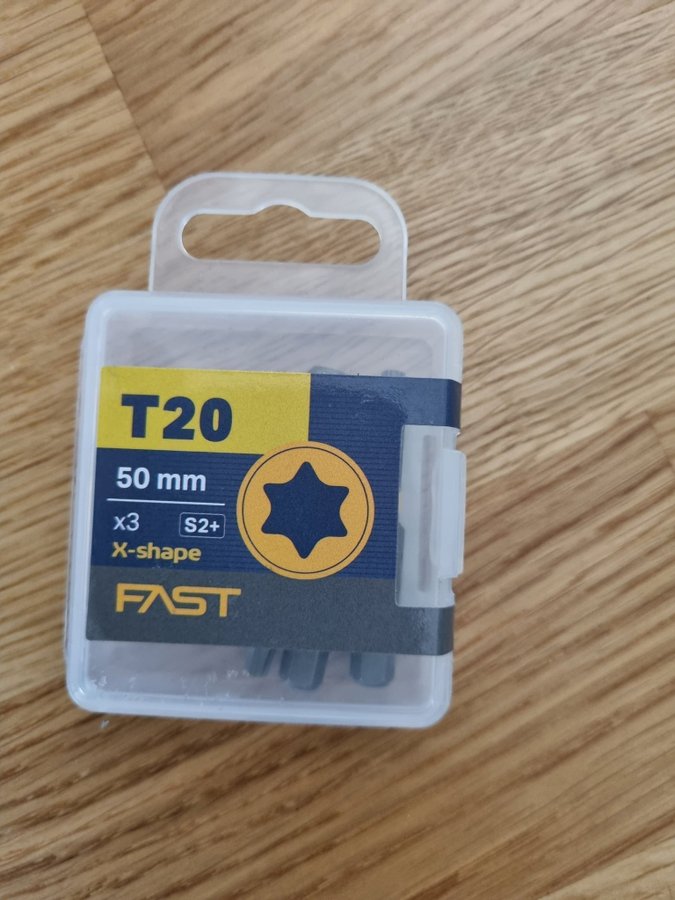 T20
50 mm
x3 S2+
X-shape
FAST